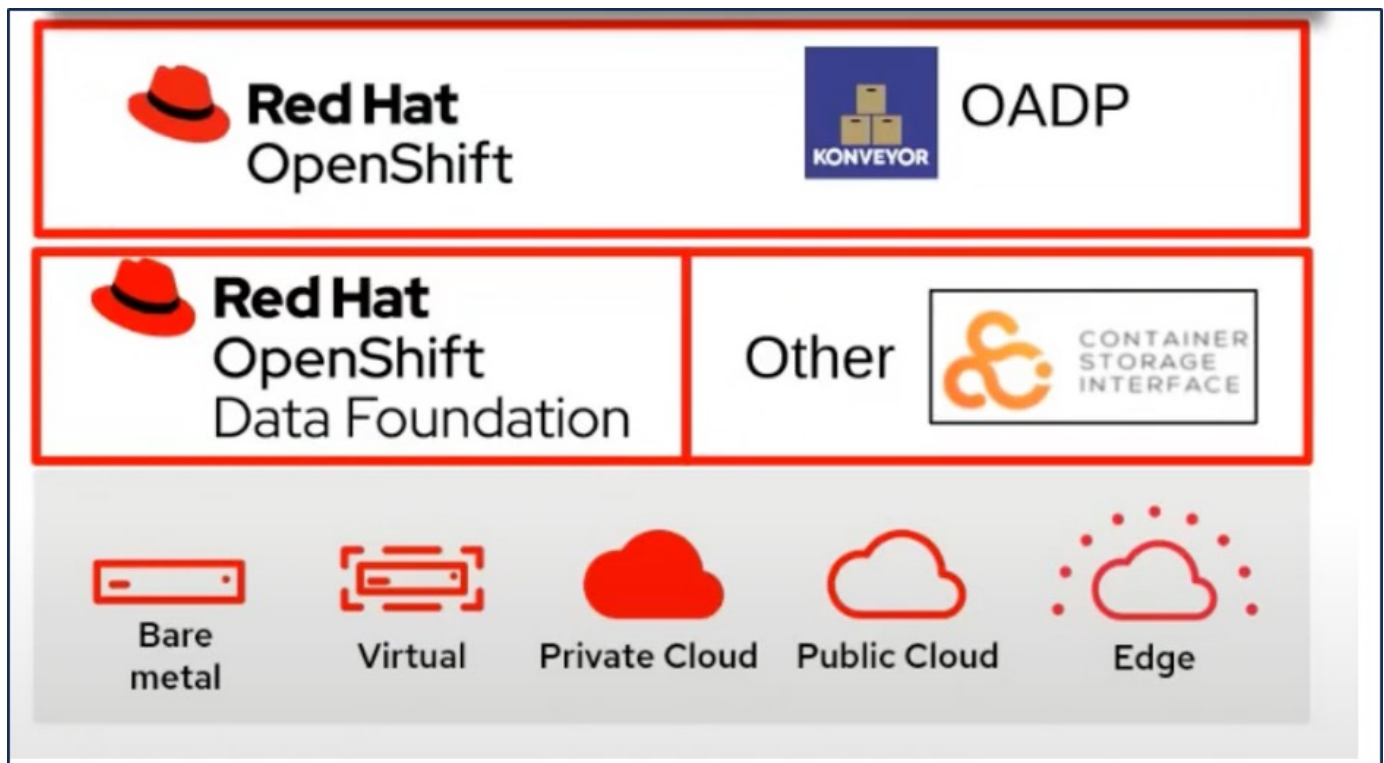 Red Hat
OpenShift
KONVEYOR
OADP
Red Hat
OpenShift
Data Foundation
Other
CONTAINER
STORAGE
INTERFACE
Bare
metal
Virtual
Private Cloud
Public Cloud
Edge